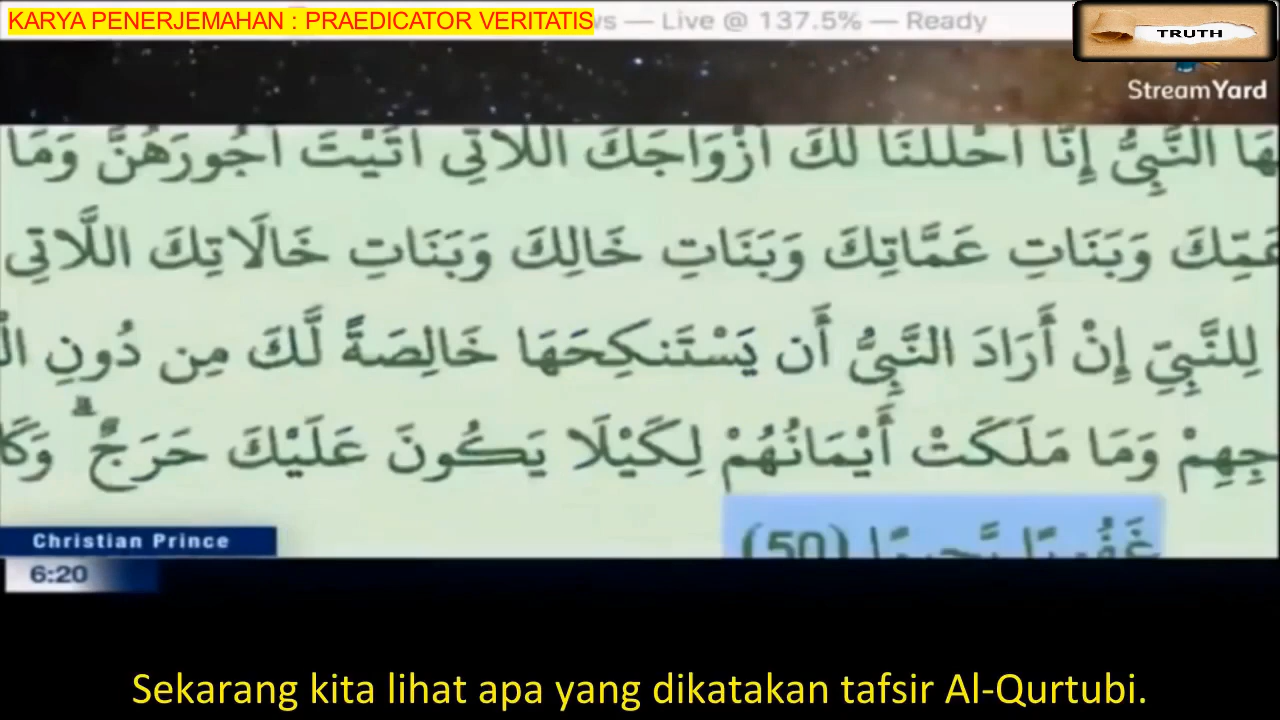 KARYA PENERJEMAHAN : PRAEDICATOR VERITATIS
— Live @ 137.5% — Ready
TRUTH
StreamYard
النَّبِيُّ إِنَّا أَحْلَلْنَا لَكَ أَزْوَاجَكَ اللَّاتِي آتَيْتَ أُجُورَهُنَّ وَمَا
عَمِّكَ وَبَنَاتِ عَمَّاتِكَ وَبَنَاتِ خَالِكَ وَبَنَاتِ خَالَاتِكَ اللَّاتِي
لِلنَّبِيِّ إِنْ أَرَادَ النَّبِيُّ أَن يَسْتَنكِحَهَا خَالِصَةً لَّكَ مِن دُونِ
وَمَا مَلَكَتْ أَيْمَانُهُمْ لِكَيْلَا يَكُونَ عَلَيْكَ حَرَجٌ ۗ
غَفُورًا رَّحِيمًا (50)
Christian Prince
6:20
Sekarang kita lihat apa yang dikatakan tafsir Al-Qurtubi.